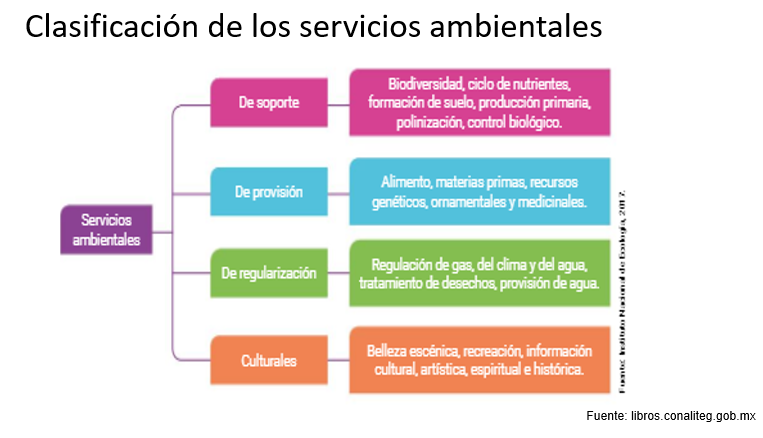 Clasificación de los servicios ambientales
De soporte
Biodiversidad, ciclo de nutrientes,
formación de suelo, producción primaria,
polinización, control biológico.
De provisión
Alimento, materias primas, recursos
genéticos, ornamentales y medicinales.
Servicios
ambientales
De regularización
Regulación de gas, del clima y del agua,
tratamiento de desechos, provisión de agua.
Culturales
Belleza escénica, recreación, información
cultural, artística, espiritual e histórica.
Fuente: Instituto Nacional de Ecología, 2017.
Fuente: libros.conaliteg.gob.mx